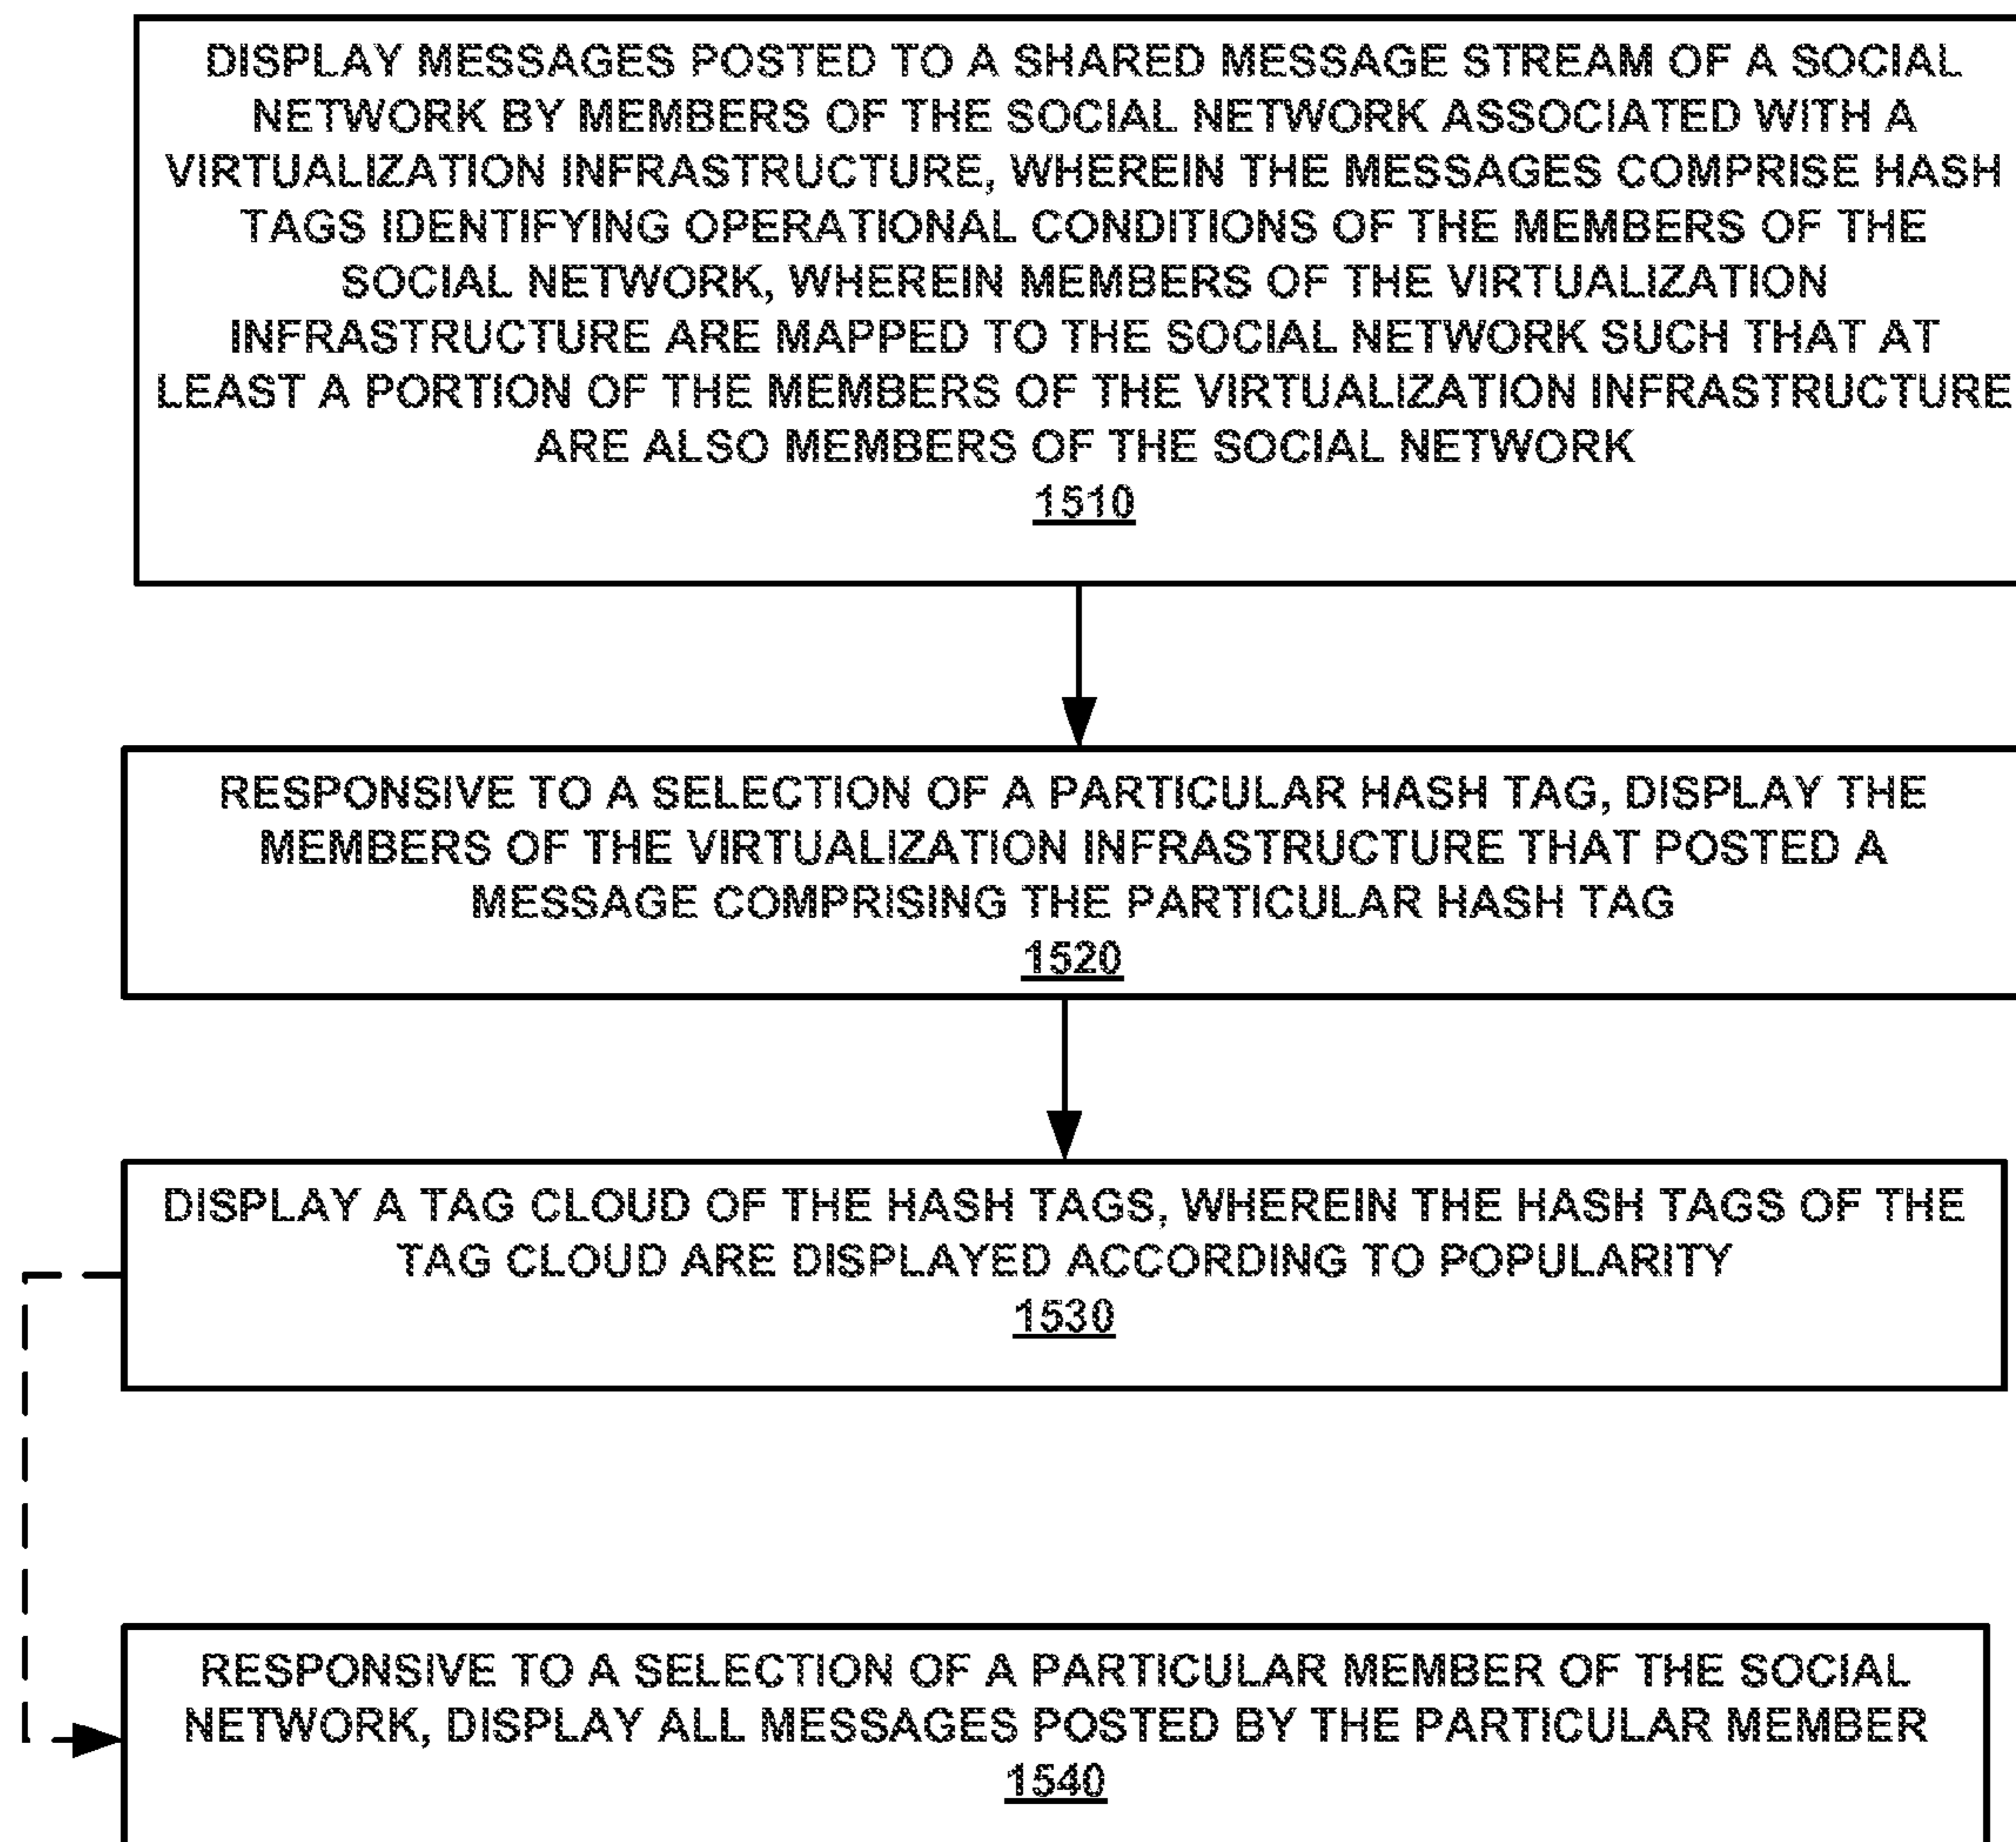 DISPLAY MESSAGES POSTED TO A SHARED MESSAGE STREAM OF A SOCIAL
NETWORK BY MEMBERS OF THE SOCIAL NETWORK ASSOCIATED WITH A
VIRTUALIZATION INFRASTRUCTURE, WHEREIN THE MESSAGES COMPRISE HASH
TAGS IDENTIFYING OPERATIONAL CONDITIONS OF THE MEMBERS OF THE
SOCIAL NETWORK, WHEREIN MEMBERS OF THE VIRTUALIZATION
INFRASTRUCTURE ARE MAPPED TO THE SOCIAL NETWORK SUCH THAT AT
LEAST A PORTION OF THE MEMBERS OF THE VIRTUALIZATION INFRASTRUCTURE
ARE ALSO MEMBERS OF THE SOCIAL NETWORK
1510
RESPONSIVE TO A SELECTION OF A PARTICULAR HASH TAG, DISPLAY THE
MEMBERS OF THE VIRTUALIZATION INFRASTRUCTURE THAT POSTED A
MESSAGE COMPRISING THE PARTICULAR HASH TAG
1520
DISPLAY A TAG CLOUD OF THE HASH TAGS, WHEREIN THE HASH TAGS OF THE
TAG CLOUD ARE DISPLAYED ACCORDING TO POPULARITY
1530
RESPONSIVE TO A SELECTION OF A PARTICULAR MEMBER OF THE SOCIAL
NETWORK, DISPLAY ALL MESSAGES POSTED BY THE PARTICULAR MEMBER
1540